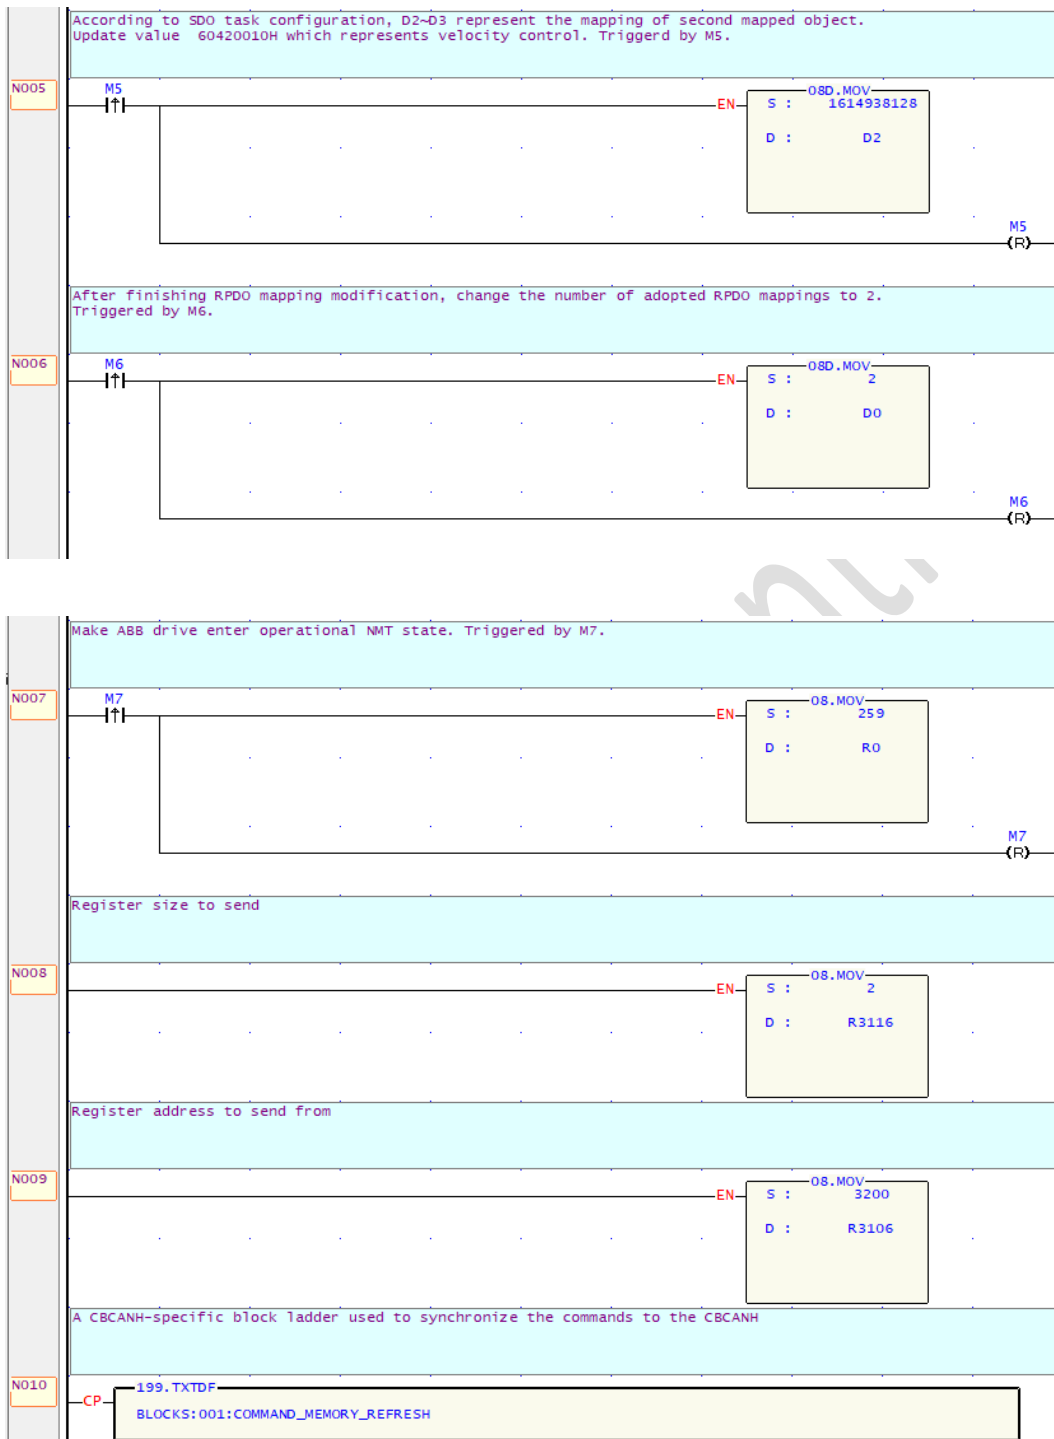 According to SDO task configuration, D2~D3 represent the mapping of second mapped object.
Update value  60420010H which represents velocity control. Triggerd by M5.
N005
M5
EN
08D.MOV
S :
1614938128
D :
D2
M5
(R)
After finishing RPDO mapping modification, change the number of adopted RPDO mappings to 2.
Triggered by M6.
N006
M6
EN
08D.MOV
S :
2
D :
D0
M6
(R)
Make ABB drive enter operational NMT state. Triggered by M7.
N007
M7
EN
08.MOV
S :
259
D :
R0
M7
(R)
Register size to send
N008
EN
08.MOV
S :
2
D :
R3116
Register address to send from
N009
EN
08.MOV
S :
3200
D :
R3106
A CBCANH-specific block ladder used to synchronize the commands to the CBCANH
N010
CP
199.TXTDF
BLOCKS:001:COMMAND_MEMORY_REFRESH